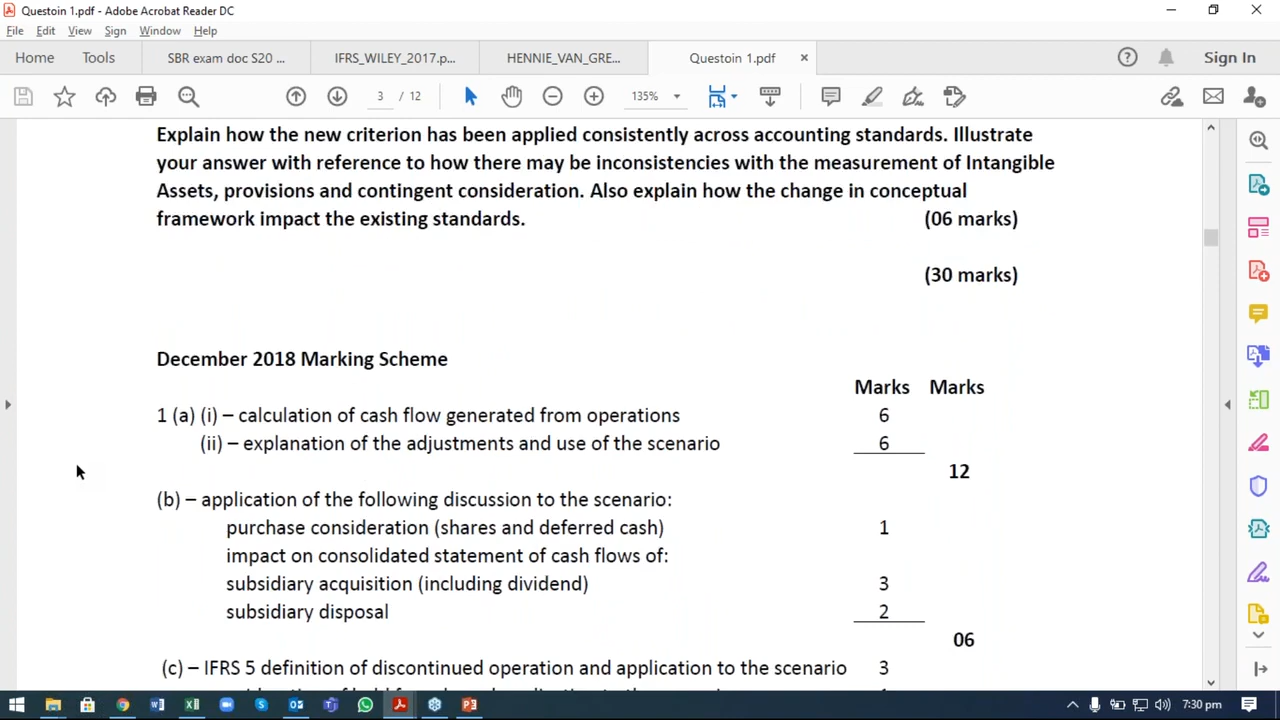 Questoin 1.pdf - Adobe Acrobat Reader DC
File Edit View Sign Window Help
Home Tools SBR exam doc S20 ... IFRS_WILEY_2017.p... HENNIE_VAN_GRE... Questoin 1.pdf × Sign In
3 / 12 135%
Explain how the new criterion has been applied consistently across accounting standards. Illustrate
your answer with reference to how there may be inconsistencies with the measurement of Intangible
Assets, provisions and contingent consideration. Also explain how the change in conceptual
framework impact the existing standards. (06 marks)
(30 marks)
December 2018 Marking Scheme
Marks Marks
1 (a) (i) – calculation of cash flow generated from operations 6
(ii) – explanation of the adjustments and use of the scenario 6
12
(b) – application of the following discussion to the scenario:
purchase consideration (shares and deferred cash) 1
impact on consolidated statement of cash flows of:
subsidiary acquisition (including dividend) 3
subsidiary disposal 2
06
(c) – IFRS 5 definition of discontinued operation and application to the scenario 3
7:30 pm